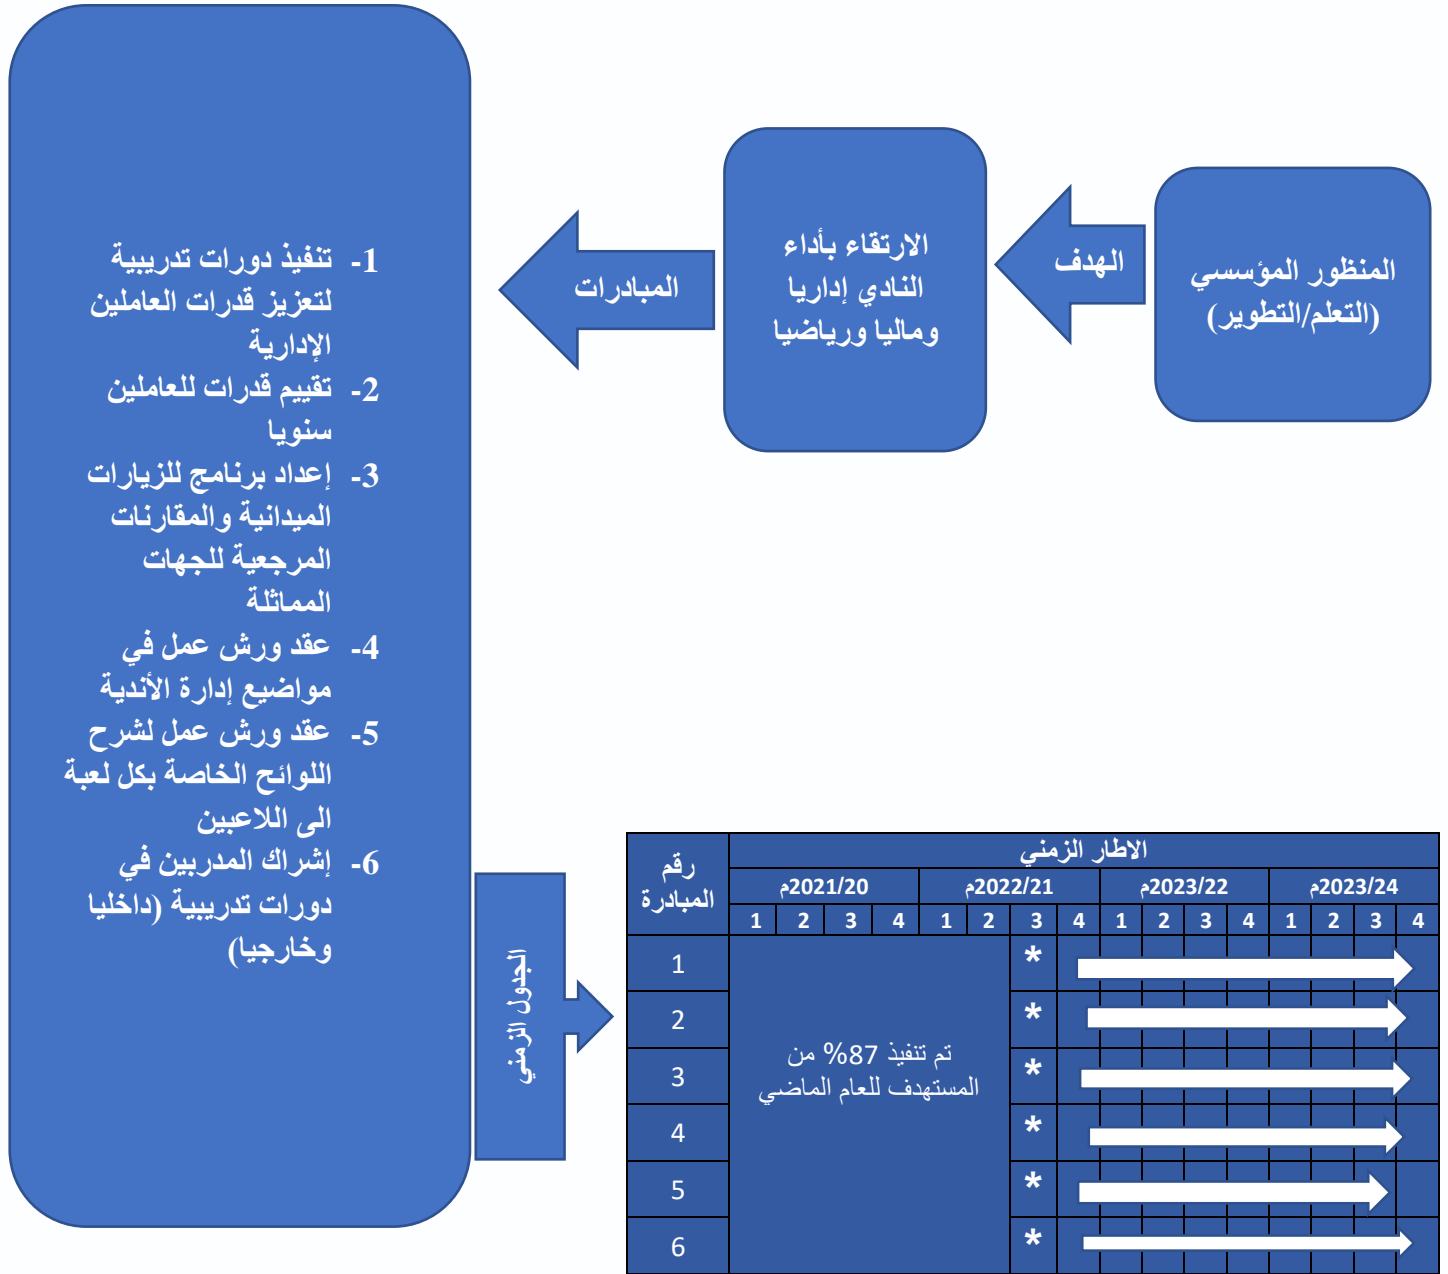 المنظور المؤسسي
(التعلم/التطوير)
الهدف
الارتقاء بأداء
النادي إداريا
وماليا ورياضيا
المبادرات
1- تنفيذ دورات تدريبية
لتعزيز قدرات العاملين
الإدارية
2- تقييم قدرات للعاملين
سنويا
3- إعداد برنامج للزيارات
الميدانية والمقارنات
المرجعية للجهات
المماثلة
4- عقد ورش عمل في
مواضيع إدارة الأندية
5- عقد ورش عمل لشرح
اللوائح الخاصة بكل لعبة
الى اللاعبين
6- إشراك المدربين في
دورات تدريبية (داخليا
وخارجيا)
الجدول الزمني
رقم
المبادرة
الاطار الزمني
2021/20م 2022/21م 2023/22م 2023/24م
1 2 3 4 1 2 3 4 1 2 3 4 1 2 3 4
1 *
2 *
3 *
4 *
5 *
6 *
تم تنفيذ 87% من
المستهدف للعام الماضي